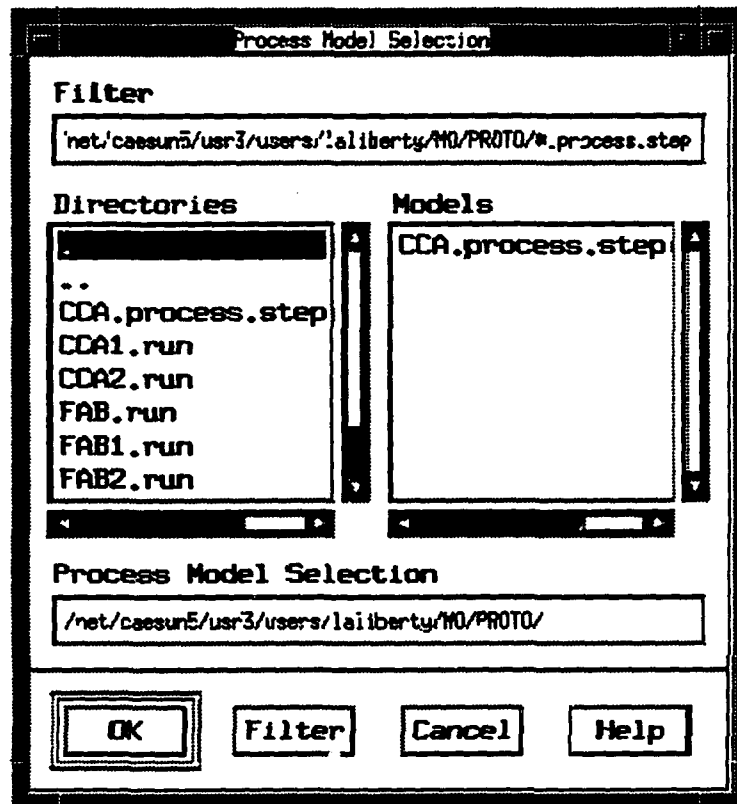 Process Model Selection
Filter
/net/caesun5/usr3/users/laliberty/MO/PROTO/*.process.step
Directories
Models
.
..
CCA.process.step
CCA1.run
CCA2.run
FAB.run
FAB1.run
FAB2.run
CCA.process.step
Process Model Selection
/net/caesun5/usr3/users/laliberty/MO/PROTO/
OK
Filter
Cancel
Help